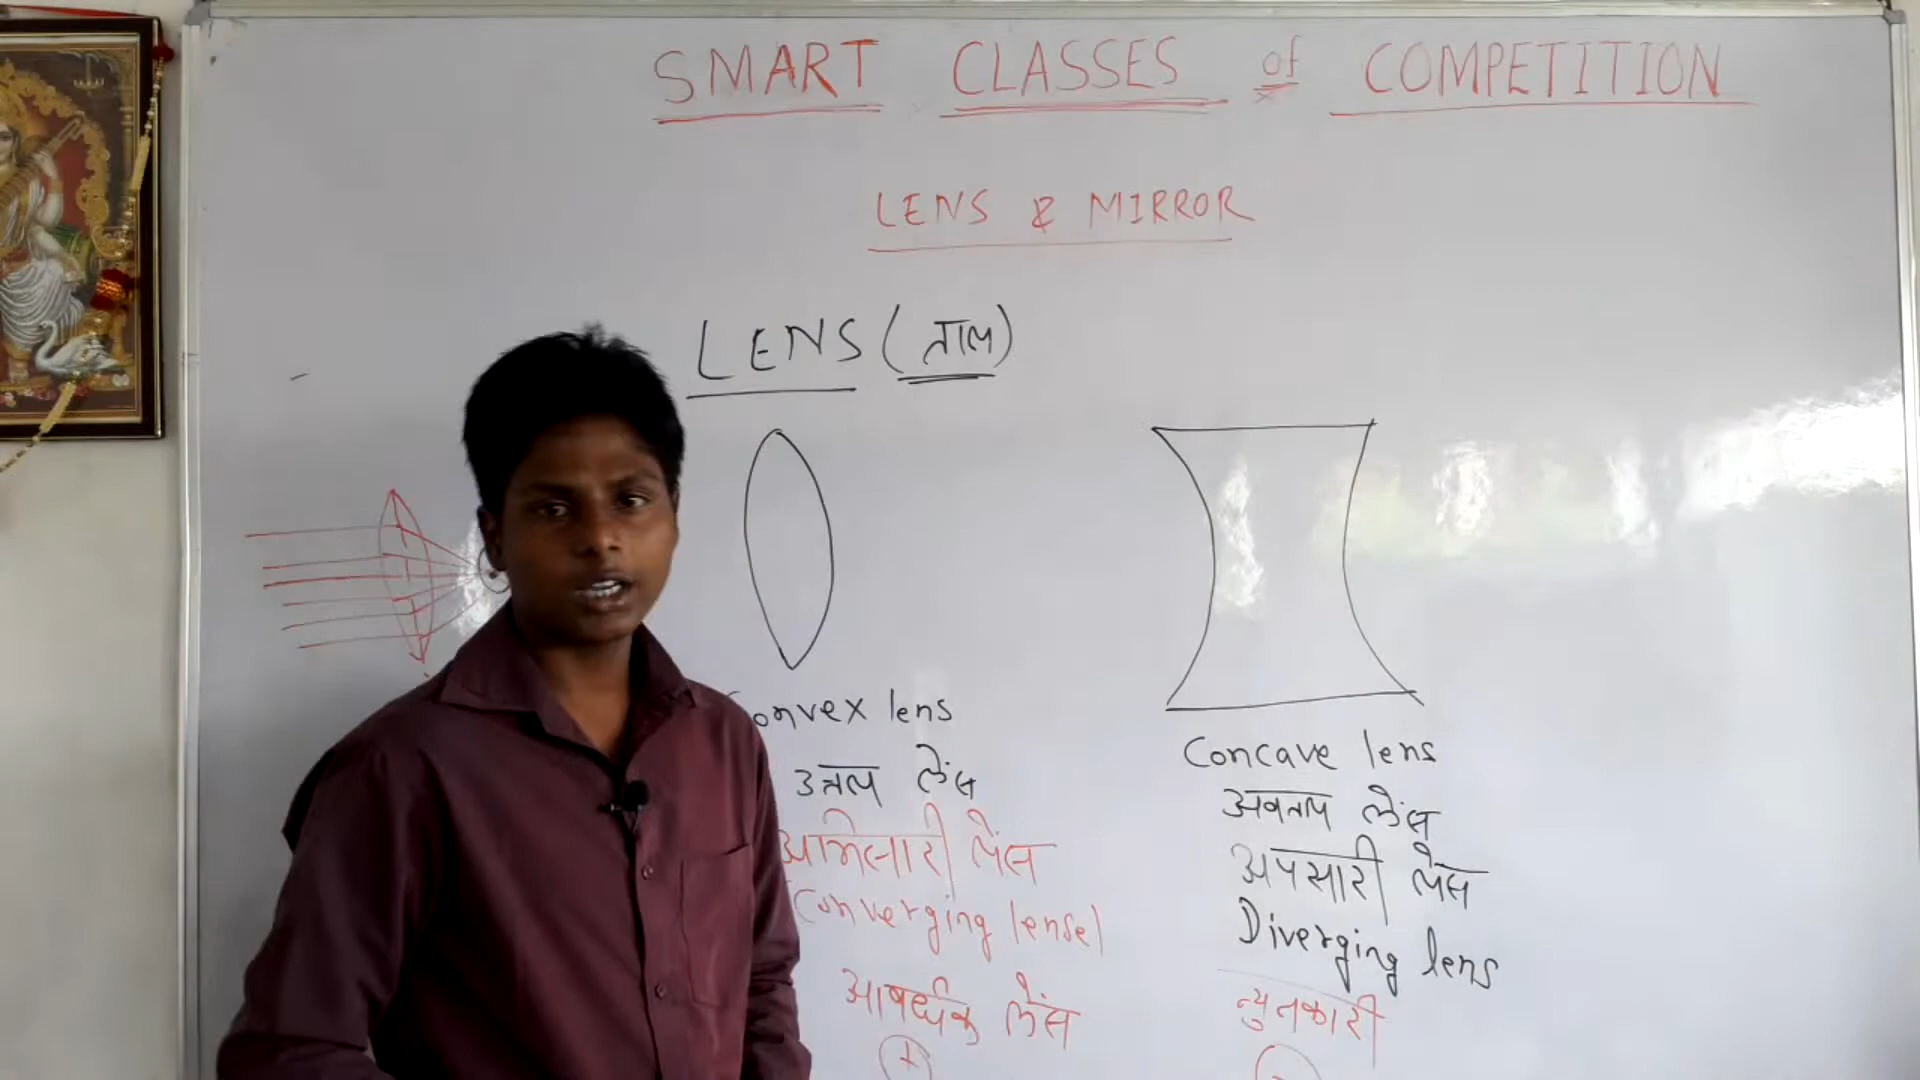 SMART CLASSES of COMPETITION
LENS & MIRROR
LENS (ताल)
onvex lens
उत्तल लेंस
अभिसारी लैंस
Converging lense)
आवर्धक लेंस
+
Concave lens
अवतल लेंस
अपसारी लैंस
Diverging lens
न्युनकारी
-